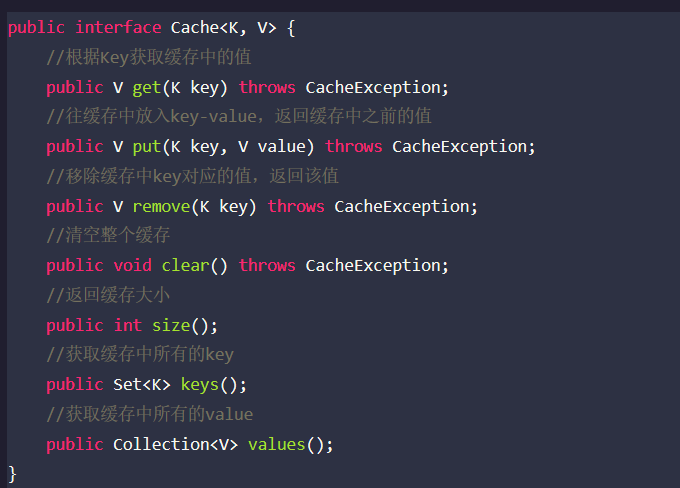 public interface Cache<K, V> {
    //根据Key获取缓存中的值
    public V get(K key) throws CacheException;
    //往缓存中放入key-value，返回缓存中之前的值
    public V put(K key, V value) throws CacheException;
    //移除缓存中key对应的值，返回该值
    public V remove(K key) throws CacheException;
    //清空整个缓存
    public void clear() throws CacheException;
    //返回缓存大小
    public int size();
    //获取缓存中所有的key
    public Set<K> keys();
    //获取缓存中所有的value
    public Collection<V> values();
}